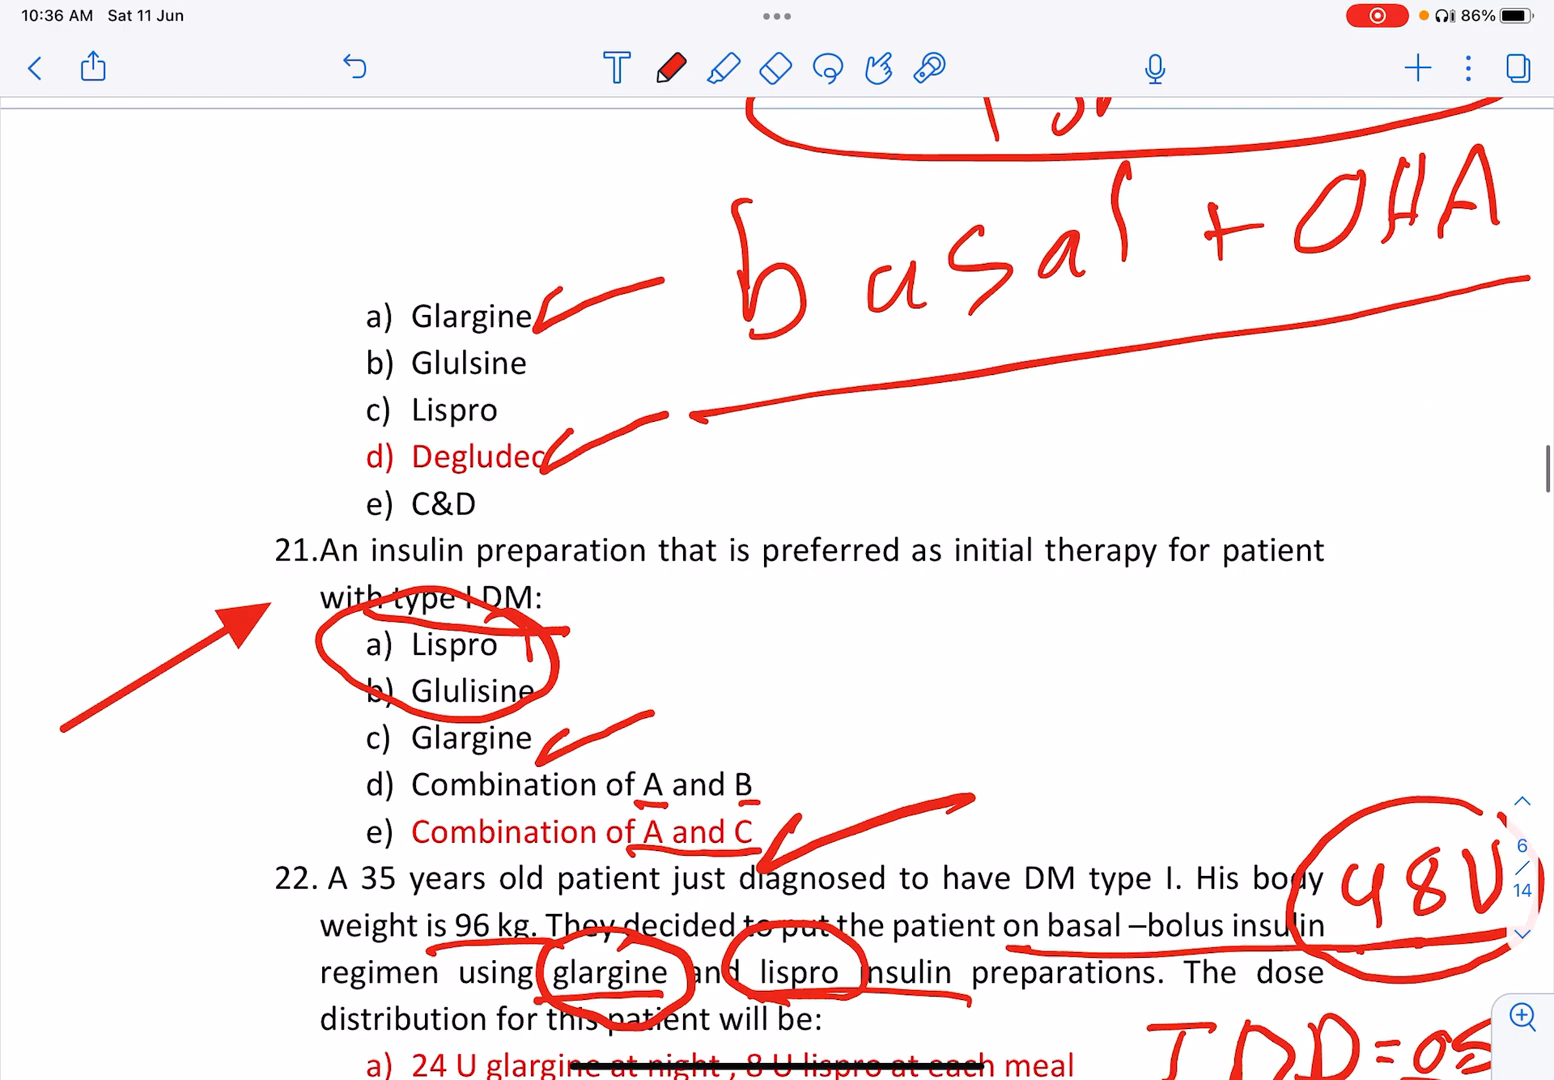 10:36 AM Sat 11 Jun
86%
basal + OHA
a) Glargine
b) Glulsine
c) Lispro
d) Degludec
e) C&D
21.An insulin preparation that is preferred as initial therapy for patient
with type I DM:
a) Lispro
b) Glulisine
c) Glargine
d) Combination of A and B
e) Combination of A and C
22. A 35 years old patient just diagnosed to have DM type I. His body
weight is 96 kg. They decided to put the patient on basal –bolus insulin
48U
regimen using glargine and lispro insulin preparations. The dose
distribution for this patient will be:
a) 24 U glargine at night , 8 U lispro at each meal
TDD = 05
6
14